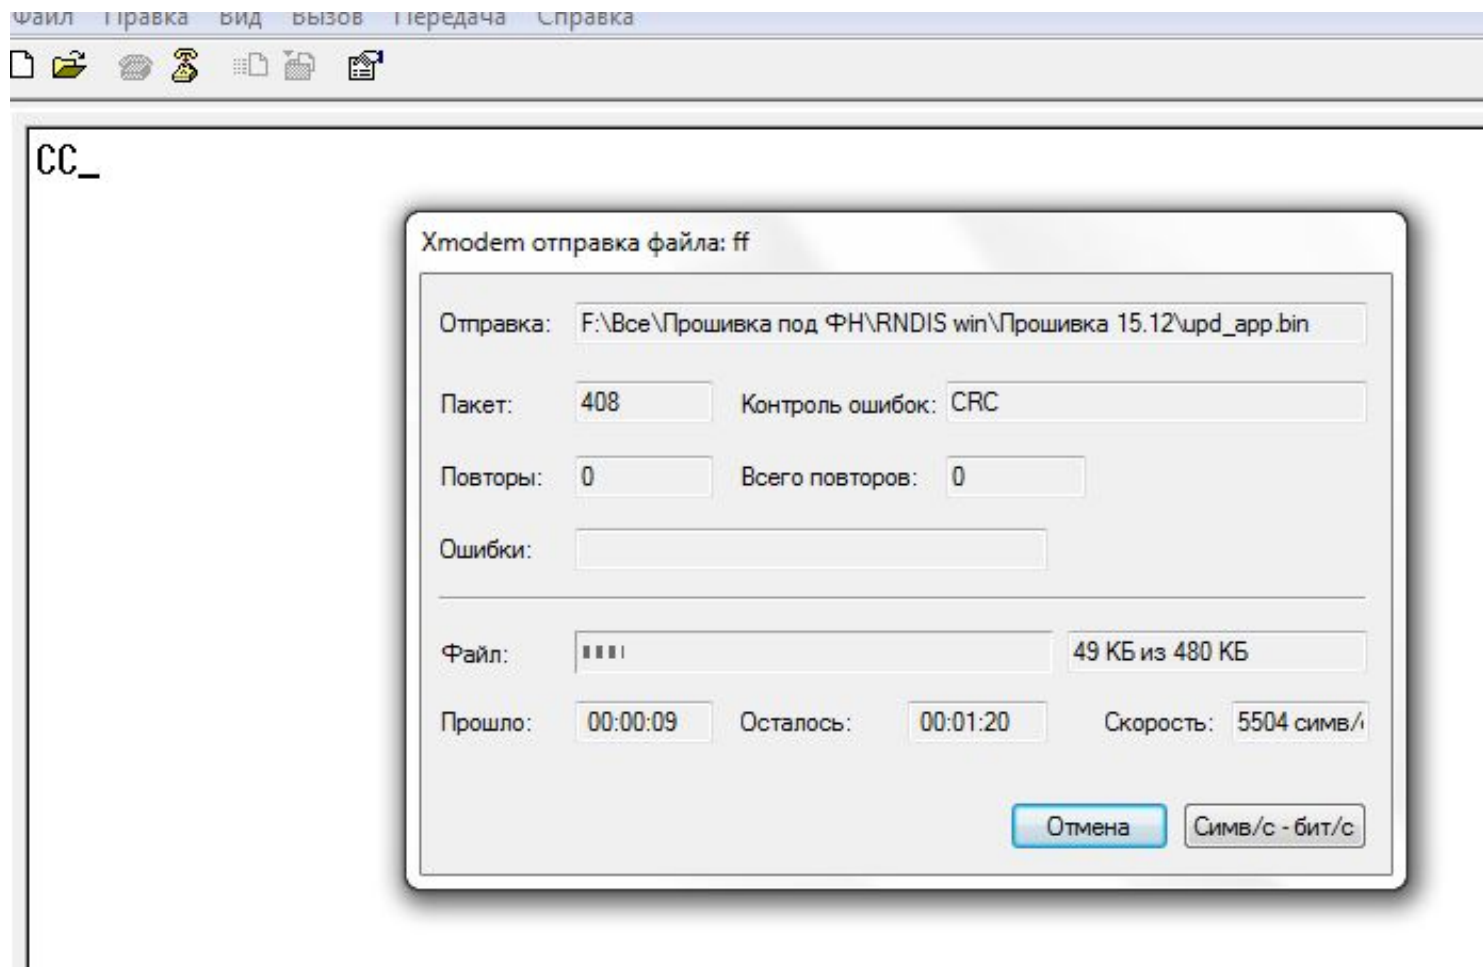 Файл Правка Вид Вызов Передача Справка
CC_
Xmodem отправка файла: ff
Отправка: F:\Все\Прошивка под ФН\RNDIS win\Прошивка 15.12\upd_app.bin
Пакет: 408 Контроль ошибок: CRC
Повторы: 0 Всего повторов: 0
Ошибки:
Файл: 49 КБ из 480 КБ
Прошло: 00:00:09 Осталось: 00:01:20 Скорость: 5504 симв/
Отмена Симв/с - бит/с